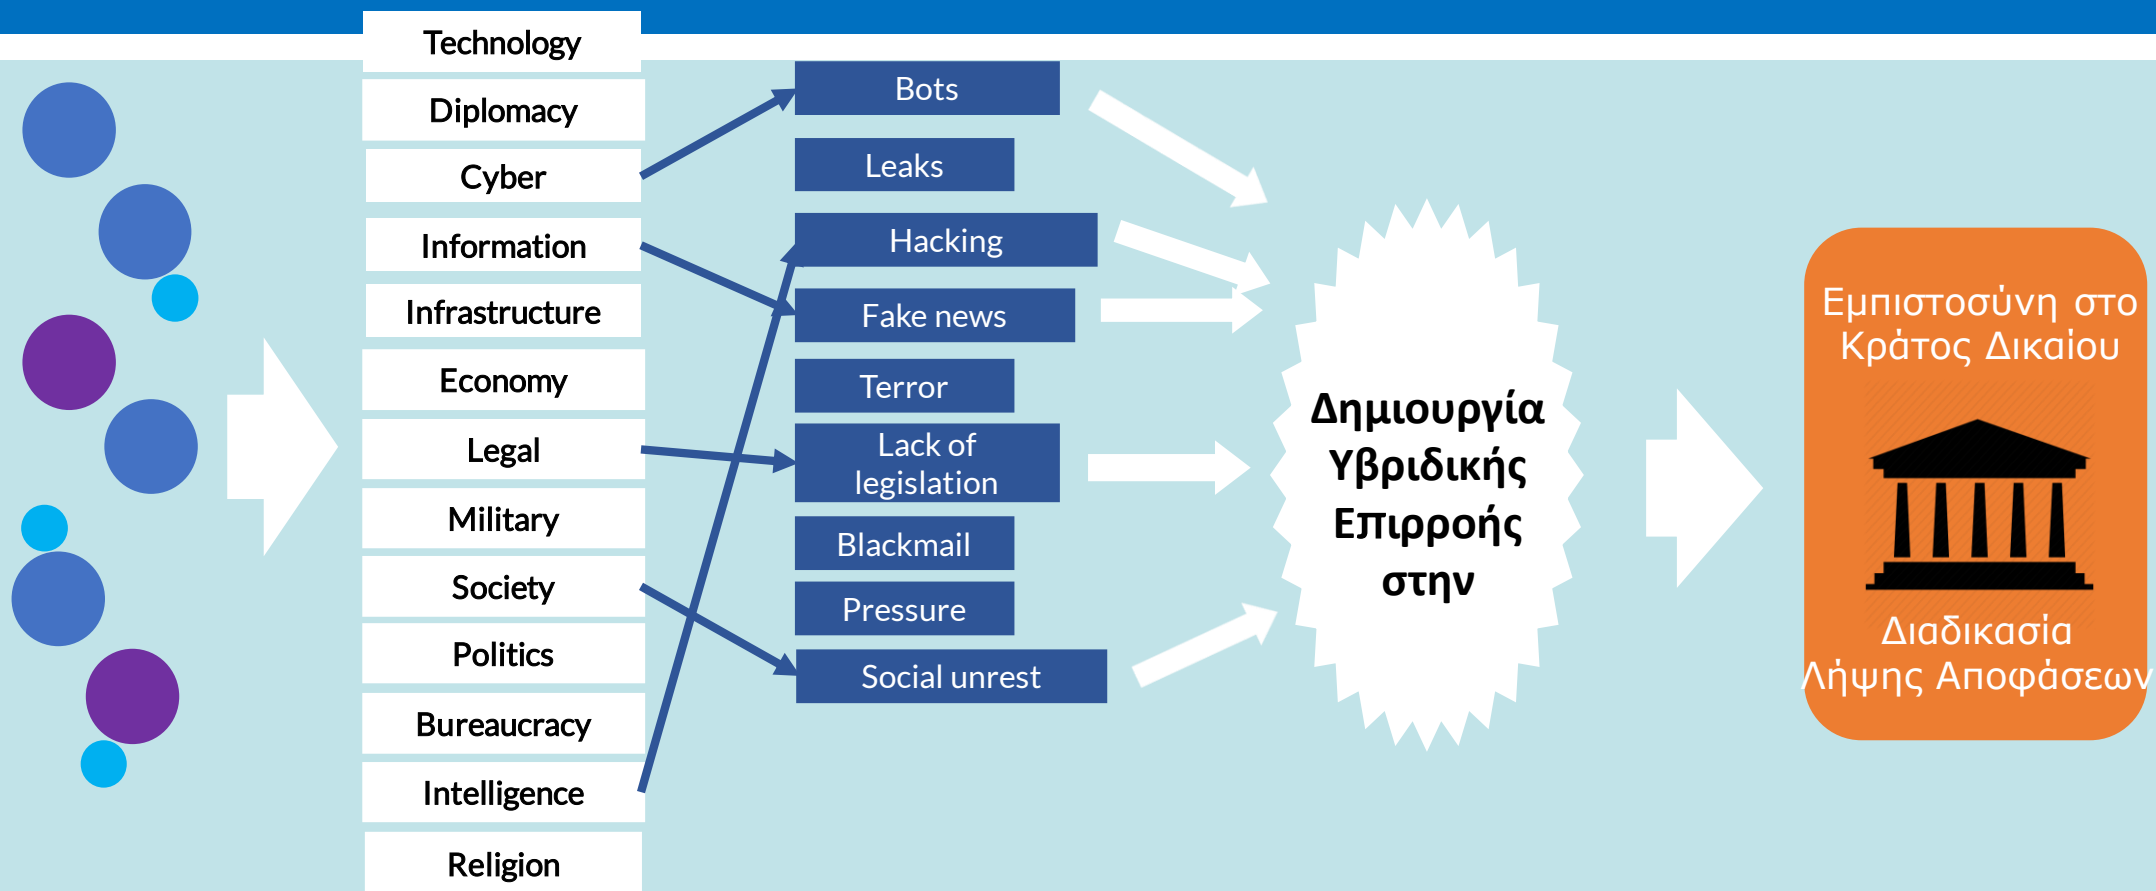 Technology
Diplomacy
Cyber
Information
Infrastructure
Economy
Legal
Military
Society
Politics
Bureaucracy
Intelligence
Religion
Bots
Leaks
Hacking
Fake news
Terror
Lack of
legislation
Blackmail
Pressure
Social unrest
Δημιουργία
Υβριδικής
Επιρροής
στην
Εμπιστοσύνη στο
Κράτος Δικαίου
Διαδικασία
Λήψης Αποφάσεων